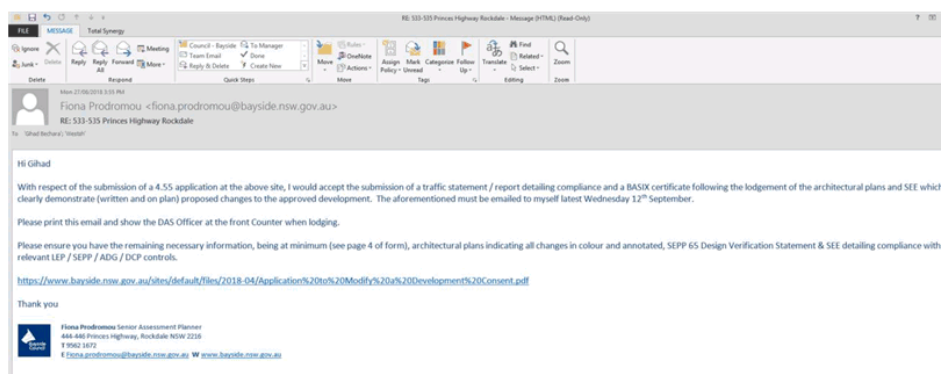 RE: 533-535 Princes Highway Rockdale - Message (HTML) (Read-Only)
FILE MESSAGE Total Synergy
Ignore Meeting Council - Bayside To Manager Rules Find
Team Email Done OneNote Related
Junk Delete Reply Reply All Forward More Reply & Delete Create New Move Actions Assign Policy Mark Unread Categorize Follow Up Translate Select Zoom
Delete Respond Quick Steps Move Tags Editing Zoom
3:35 PM
Fiona Prodromou <fiona.prodromou@bayside.nsw.gov.au>
RE: 533-535 Princes Highway Rockdale
To 'Gihad Bechara';
Hi Gihad
With respect of the submission of a 4.55 application at the above site, I would accept the submission of a traffic statement / report detailing compliance and a BASIX certificate following the lodgement of the architectural plans and SEE which
clearly demonstrate (written and on plan) proposed changes to the approved development. The aforementioned must be emailed to myself latest Wednesday 12th September.
Please print this email and show the DAS Officer at the front Counter when lodging.
Please ensure you have the remaining necessary information, being at minimum (see page 4 of form), architectural plans indicating all changes in colour and annotated, SEPP 65 Design Verification Statement & SEE detailing compliance with
relevant LEP / SEPP / ADG / DCP controls.
https://www.bayside.nsw.gov.au/sites/default/files/2018-04/Application%20to%20Modify%20a%20Development%20Consent.pdf
Thank you
Fiona Prodromou Senior Assessment Planner
444-446 Princes Highway, Rockdale NSW 2216
T 9562 1672
E Fiona.prodromou@bayside.nsw.gov.au W www.bayside.nsw.gov.au
Bayside Council